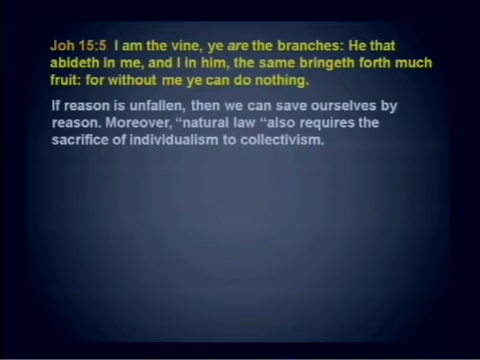 Joh 15:5 I am the vine, ye are the branches: He that
abideth in me, and I in him, the same bringeth forth much
fruit: for without me ye can do nothing.
If reason is unfallen, then we can save ourselves by
reason. Moreover, “natural law “also requires the
sacrifice of individualism to collectivism.